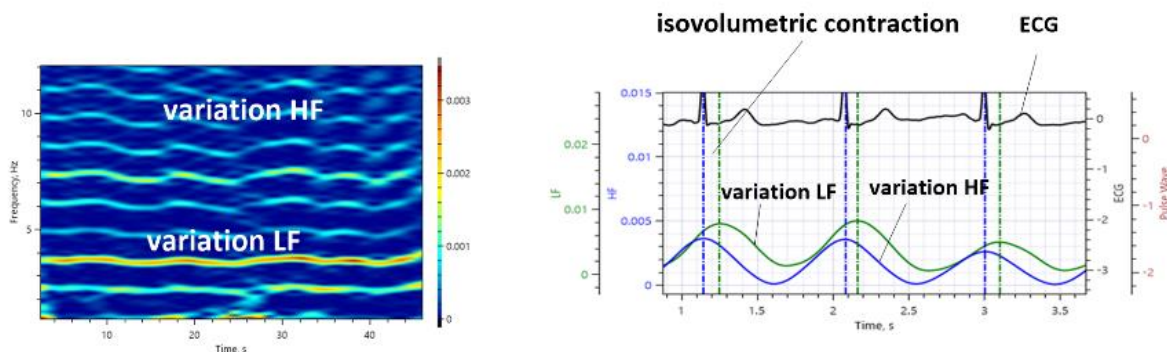 variation HF
variation LF
10
5
Frequency, Hz
10
20
30
40
Time, s
0.003
0.002
0.001
0
isovolumetric contraction
ECG
variation LF
variation HF
LF
0.02
0.01
0
HF
0.015
0.01
0.005
0
1
1.5
2
2.5
3
3.5
Time, s
ECG
0
-1
-2
-3
Pulse Wave
0
-1
-2